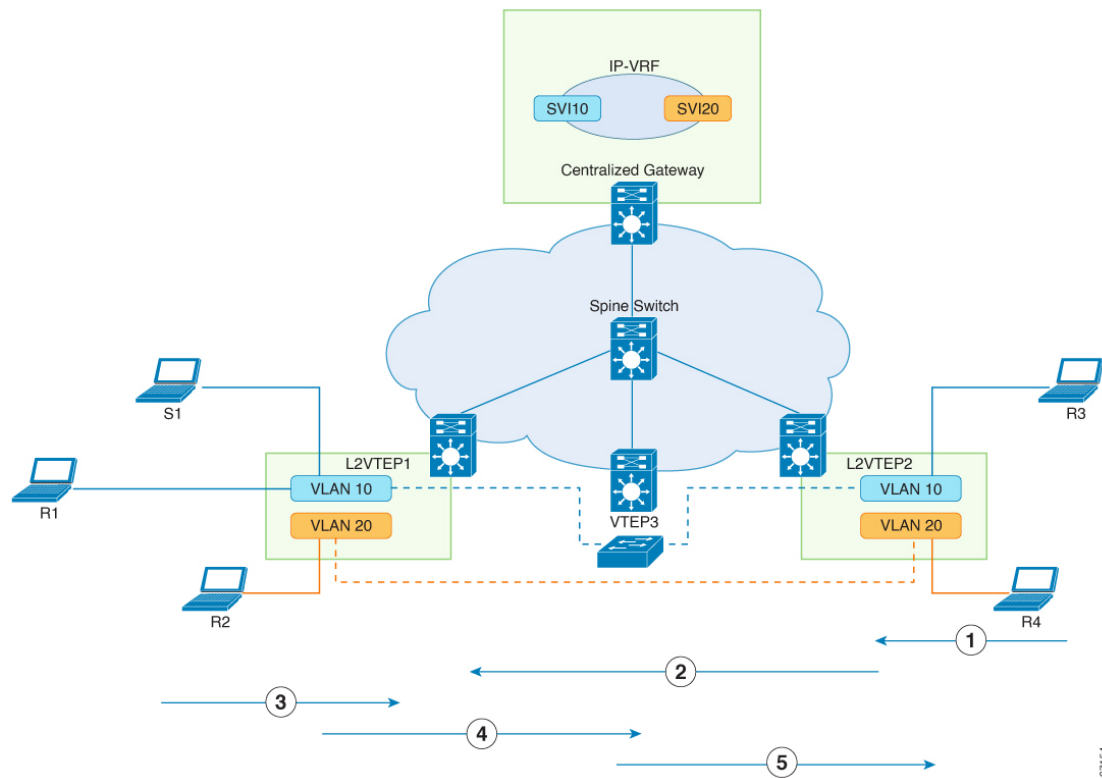 IP-VRF
SVI10
SVI20
Centralized Gateway
Spine Switch
S1
R3
L2VTEP1
L2VTEP2
VLAN 10
VLAN 10
R1
VTEP3
VLAN 20
VLAN 20
R2
R4
1
2
3
4
5